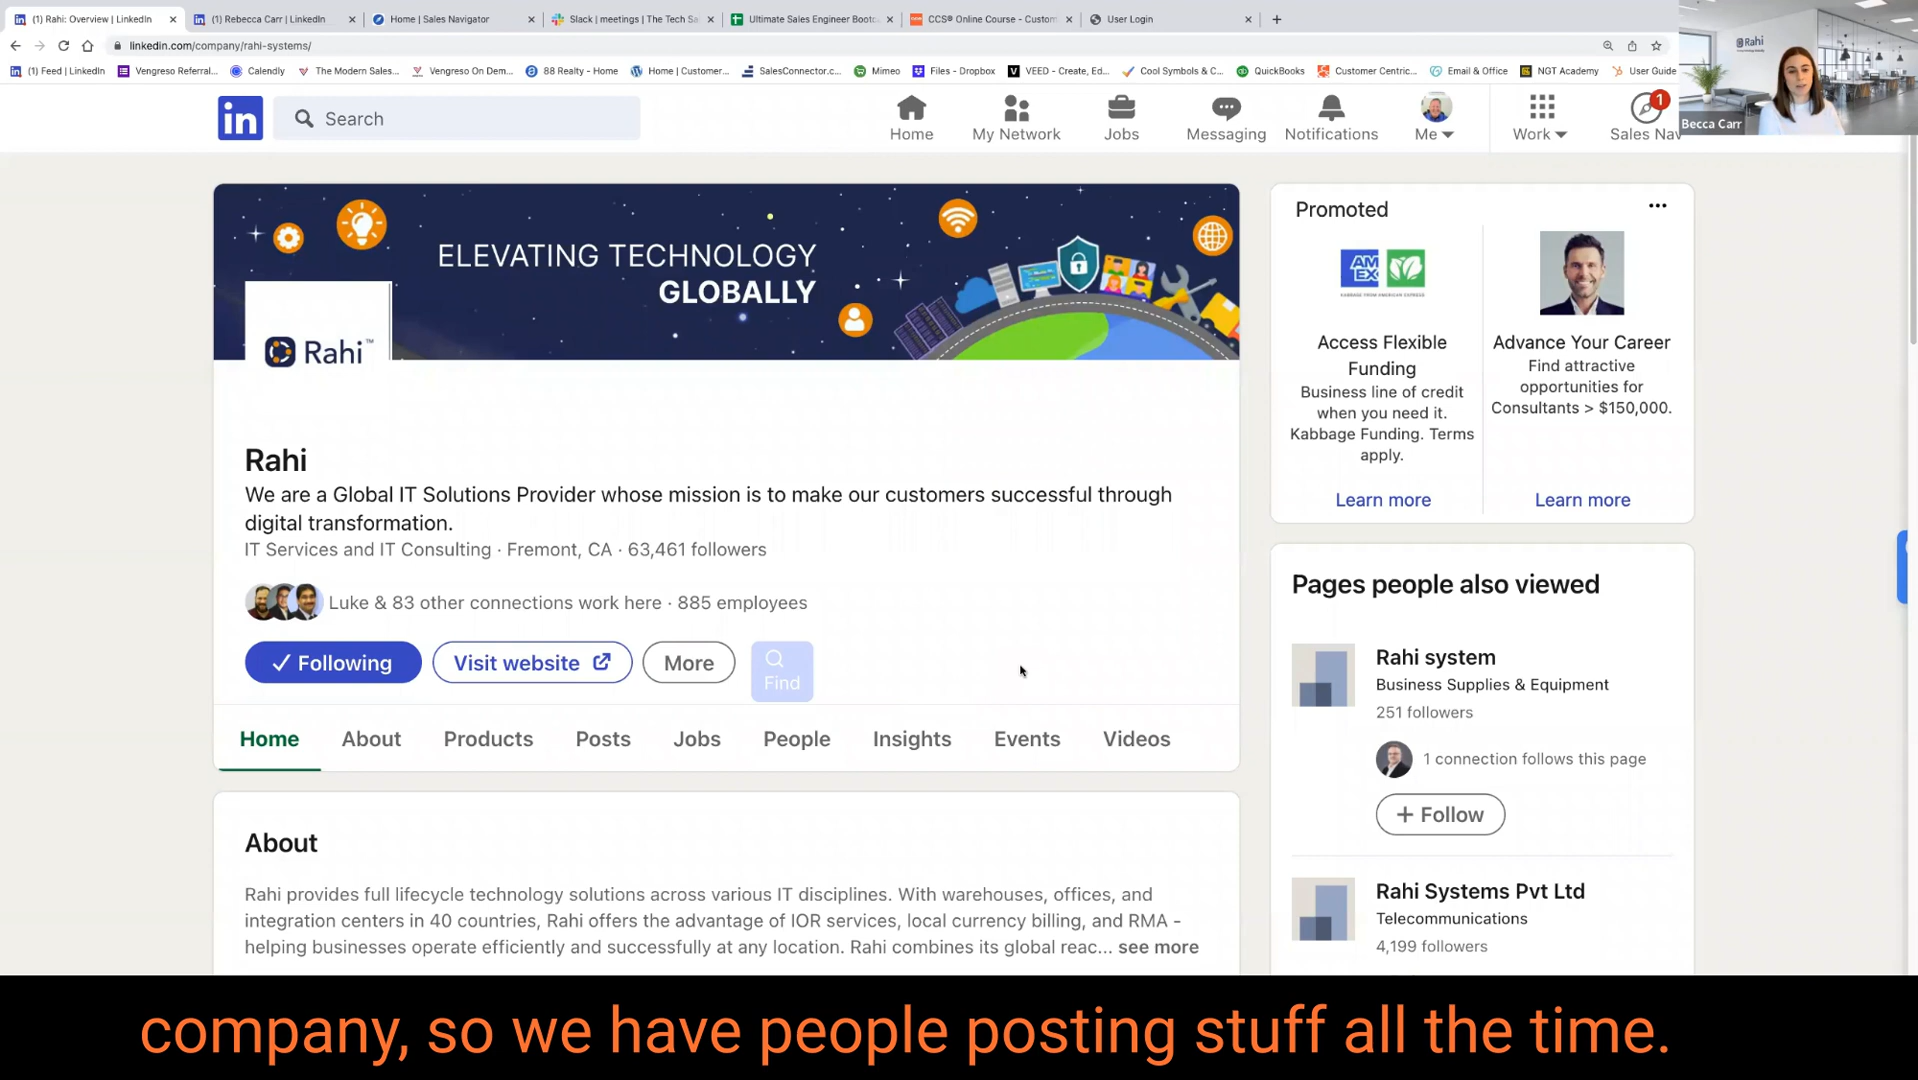 (1) Rahi: Overview | LinkedIn
(1) Rebecca Carr | LinkedIn
Home | Sales Navigator
Slack | meetings | The Tech Sa
Ultimate Sales Engineer Bootc
CCS® Online Course - Custom
User Login
linkedin.com/company/rahi-systems/
(1) Feed | LinkedIn
Vengreso Referral...
Calendly
The Modern Sales...
Vengreso On Dem...
88 Realty - Home
Home | Customer...
SalesConnector.c...
Mimeo
Files - Dropbox
VEED - Create, Ed...
Cool Symbols & C...
QuickBooks
Customer Centric...
Email & Office
NGT Academy
User Guide
Rahi
Becca Carr
in
Search
Home
My Network
Jobs
Messaging
Notifications
Me
Work
1
Sales Nav
ELEVATING TECHNOLOGY
GLOBALLY
Rahi™
Rahi
We are a Global IT Solutions Provider whose mission is to make our customers successful through
digital transformation.
IT Services and IT Consulting · Fremont, CA · 63,461 followers
Luke & 83 other connections work here · 885 employees
Following
Visit website
More
Find
Home
About
Products
Posts
Jobs
People
Insights
Events
Videos
About
Rahi provides full lifecycle technology solutions across various IT disciplines. With warehouses, offices, and
integration centers in 40 countries, Rahi offers the advantage of IOR services, local currency billing, and RMA -
helping businesses operate efficiently and successfully at any location. Rahi combines its global reac... see more
Promoted
AM
EX
KABBAGE FROM AMERICAN EXPRESS
Access Flexible
Funding
Business line of credit
when you need it.
Kabbage Funding. Terms
apply.
Learn more
Advance Your Career
Find attractive
opportunities for
Consultants > $150,000.
Learn more
Pages people also viewed
Rahi system
Business Supplies & Equipment
251 followers
1 connection follows this page
+ Follow
Rahi Systems Pvt Ltd
Telecommunications
4,199 followers
company, so we have people posting stuff all the time.